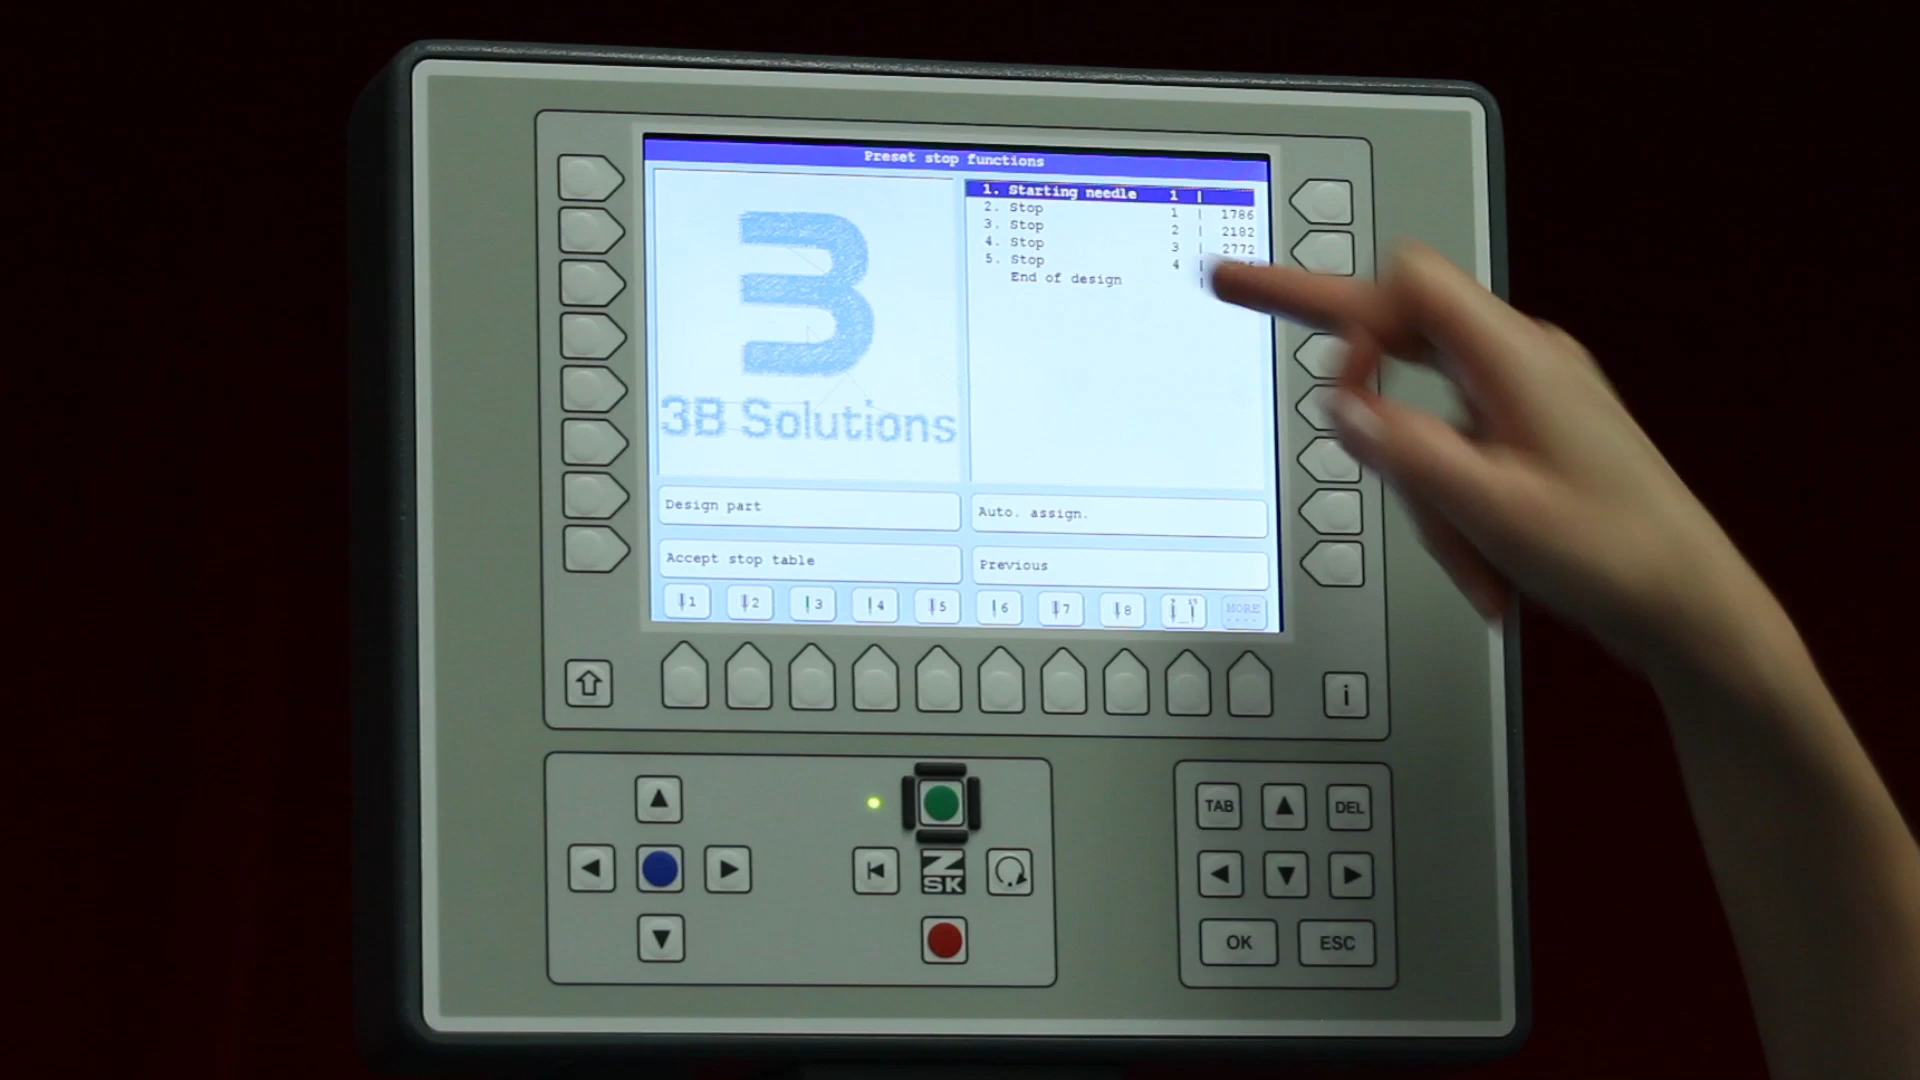 Preset stop functions
1. Starting needle 1 |
2. Stop 1 | 1786
3. Stop 2 | 2182
4. Stop 3 | 2772
5. Stop 4 |
End of design
3
3B Solutions
Design part
Auto. assign.
Accept stop table
Previous
1 2 3 4 5 6 7 8 MORE
i
TAB DEL
ZSK
OK ESC